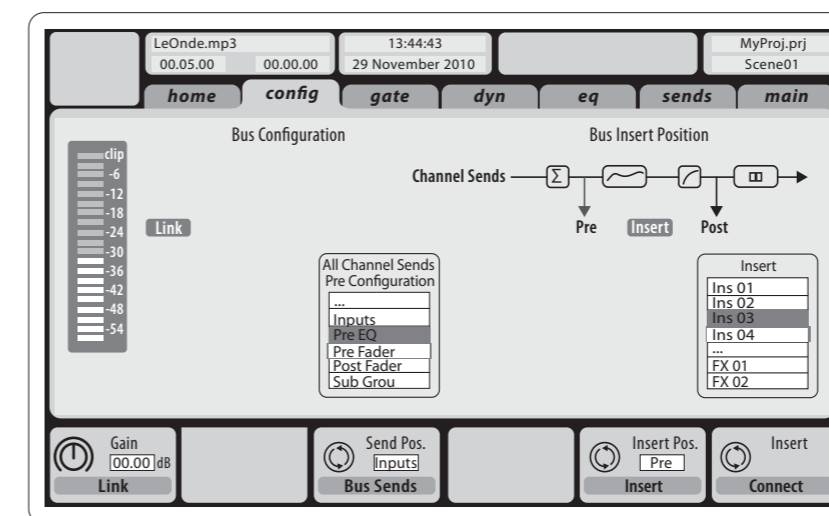 LeOnde.mp3
00.05.00 00.00.00
13:44:43
29 November 2010
MyProj.prj
Scene01
home config gate dyn eq sends main
Bus Configuration
Bus Insert Position
clip
-6
-12
-18
-24
-30
-36
-42
-48
-54
Link
Channel Sends
Σ
Pre Insert Post
All Channel Sends
Pre Configuration
...
Inputs
Pre EQ
Pre Fader
Post Fader
Sub Grou
Insert
Ins 01
Ins 02
Ins 03
Ins 04
...
FX 01
FX 02
Gain
00.00 dB
Link
Send Pos.
Inputs
Bus Sends
Insert Pos.
Pre
Insert
Insert
Connect